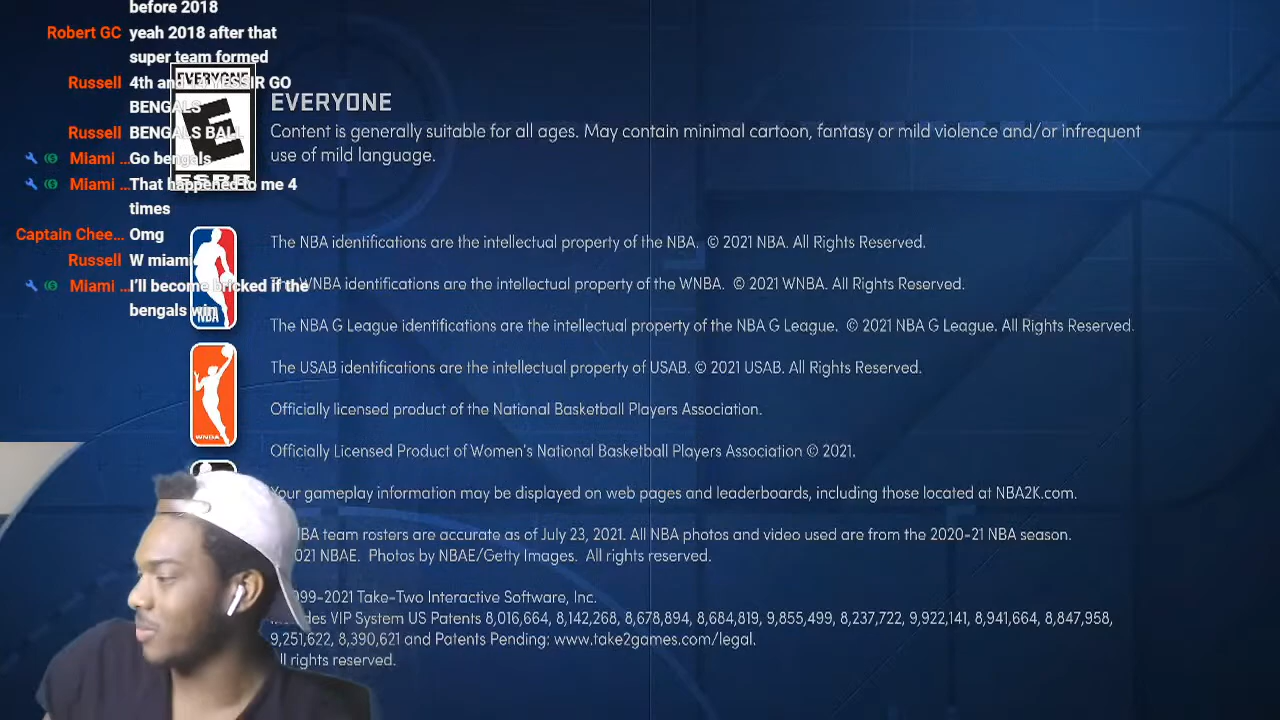 before 2018
Robert GC yeah 2018 after that
super team formed
Russell 4th and 14 YESSIR GO
BENGALS
Russell BENGALS BALL
Miami ... Go bengals
Miami ... That happened to me 4
times
Captain Chee... Omg
Russell W miami
Miami ... I'll become bricked if the
bengals win
EVERYONE
E
ESRB
EVERYONE
Content is generally suitable for all ages. May contain minimal cartoon, fantasy or mild violence and/or infrequent
use of mild language.
NBA
The NBA identifications are the intellectual property of the NBA. © 2021 NBA. All Rights Reserved.
The WNBA identifications are the intellectual property of the WNBA. © 2021 WNBA. All Rights Reserved.
The NBA G League identifications are the intellectual property of the NBA G League. © 2021 NBA G League. All Rights Reserved.
WNBA
The USAB identifications are the intellectual property of USAB. © 2021 USAB. All Rights Reserved.
Officially licensed product of the National Basketball Players Association.
Officially Licensed Product of Women's National Basketball Players Association © 2021.
Your gameplay information may be displayed on web pages and leaderboards, including those located at NBA2K.com.
team rosters are accurate as of July 23, 2021. All NBA photos and video used are from the 2020-21 NBA season.
2021 NBAE. Photos by NBAE/Getty Images. All rights reserved.
1999-2021 Take-Two Interactive Software, Inc.
VIP System US Patents 8,016,664, 8,142,268, 8,678,894, 8,684,819, 9,855,499, 8,237,722, 9,922,141, 8,941,664, 8,847,958,
9,251,622, 8,390,621 and Patents Pending: www.take2games.com/legal.
All rights reserved.